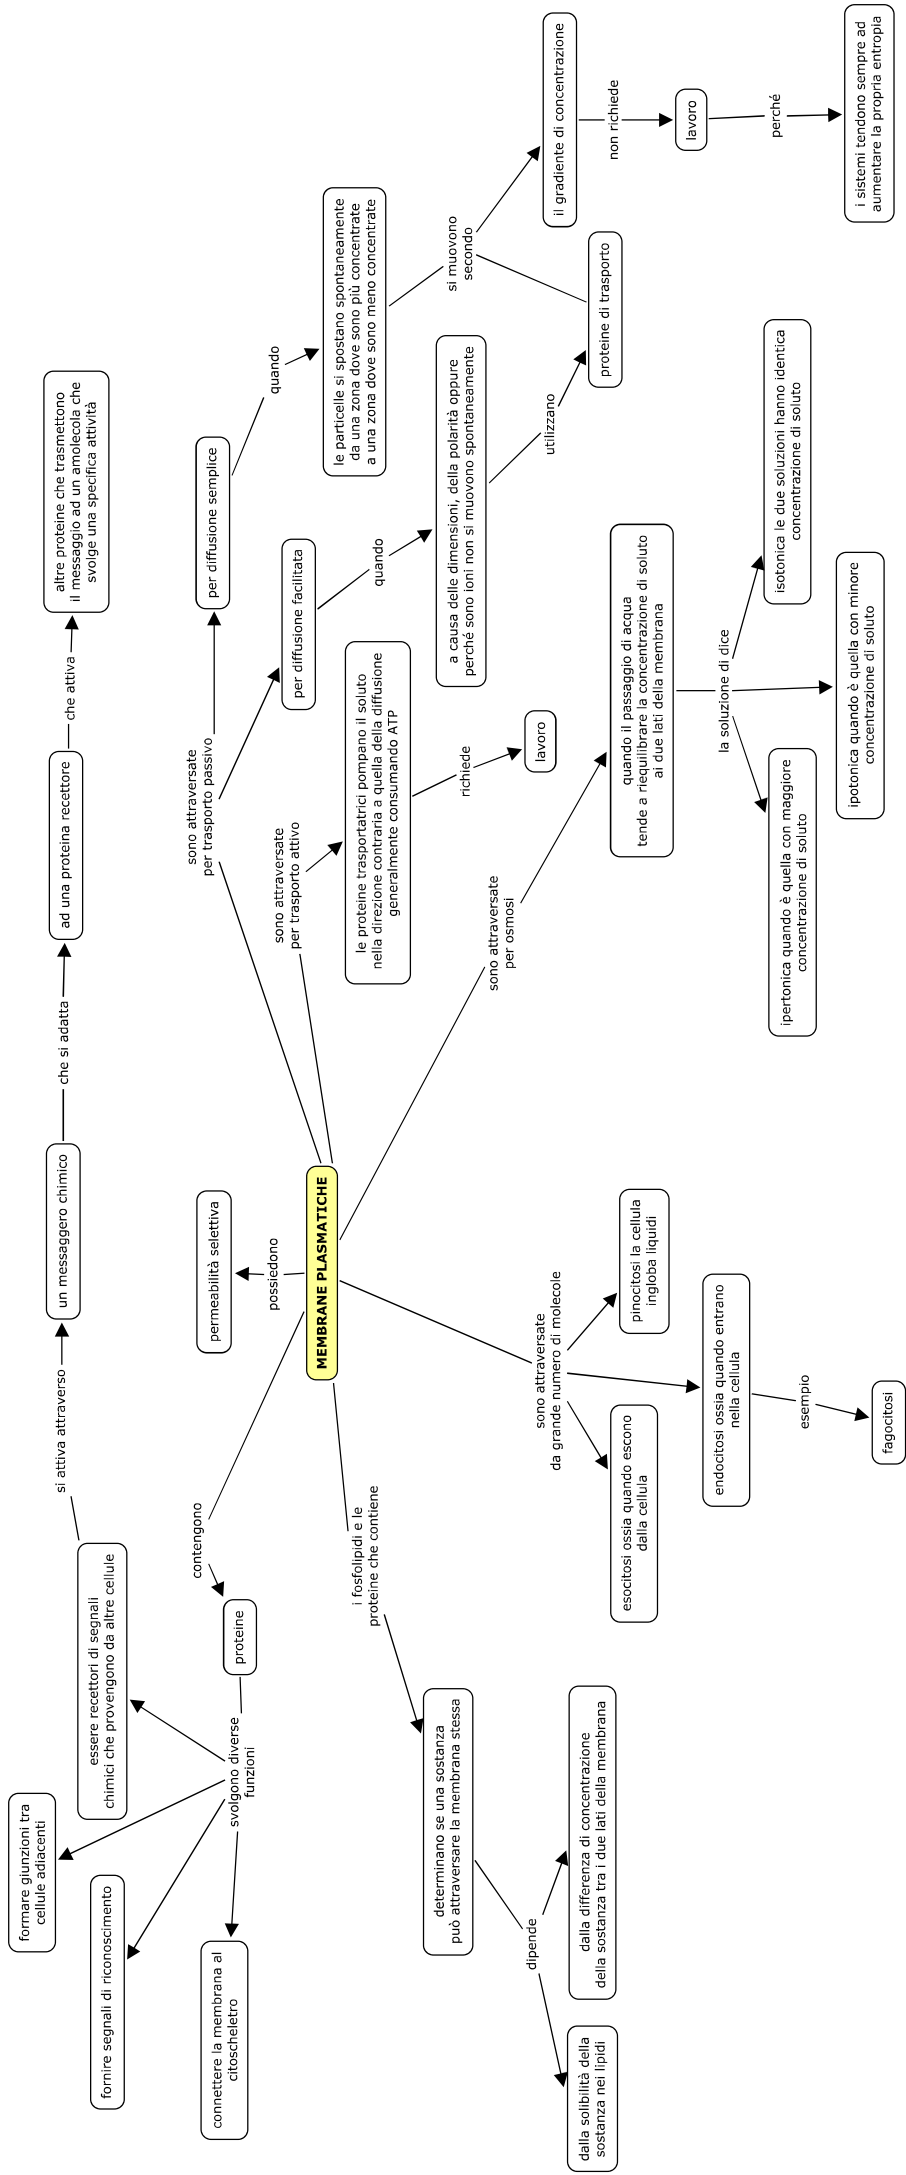 formare giunzioni tra
cellule adiacenti
fornire segnali di riconoscimento
essere recettori di segnali
chimici che provengono da altre cellule
si attiva attraverso
un messaggero chimico
che si adatta
ad una proteina recettore
che attiva
altre proteine che trasmettono
il messaggio ad un amolecola che
svolge una specifica attività
connettere la membrana al
citoscheletro
svolgono diverse
funzioni
proteine
contengono
permeabilità selettiva
possiedono
MEMBRANE PLASMATICHE
sono attraversate
per trasporto passivo
per diffusione semplice
quando
le particelle si spostano spontaneamente
da una zona dove sono più concentrate
a una zona dove sono meno concentrate
si muovono
secondo
il gradiente di concentrazione
non richiede
lavoro
perché
i sistemi tendono sempre ad
aumentare la propria entropia
per diffusione facilitata
quando
a causa delle dimensioni, della polarità oppure
perché sono ioni non si muovono spontaneamente
utilizzano
proteine di trasporto
sono attraversate
per trasporto attivo
le proteine trasportatrici pompano il soluto
nella direzione contraria a quella della diffusione
generalmente consumando ATP
richiede
lavoro
sono attraversate
per osmosi
quando il passaggio di acqua
tende a riequilibrare la concentrazione di soluto
ai due lati della membrana
la soluzione di dice
ipertonica quando è quella con maggiore
concentrazione di soluto
ipotonica quando è quella con minore
concentrazione di soluto
isotonica le due soluzioni hanno identica
concentrazione di soluto
i fosfolipidi e le
proteine che contiene
determinano se una sostanza
può attraversare la membrana stessa
dipende
dalla solibilità della
sostanza nei lipidi
dalla differenza di concentrazione
della sostanza tra i due lati della membrana
sono attraversate
da grande numero di molecole
esocitosi ossia quando escono
dalla cellula
endocitosi ossia quando entrano
nella cellula
pinocitosi la cellula
ingloba liquidi
esempio
fagocitosi